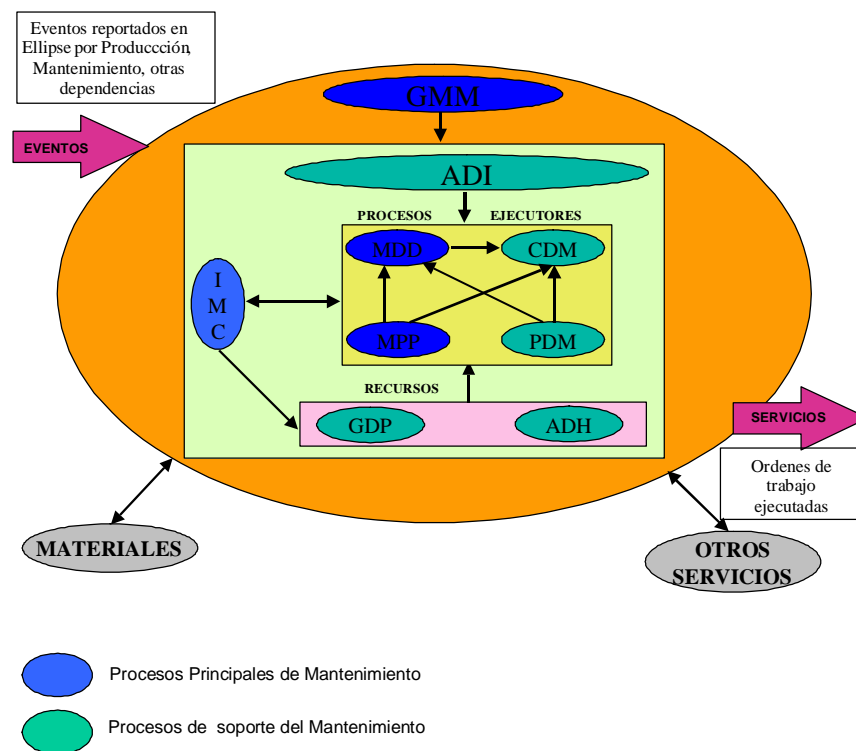 Eventos reportados en
Ellipse por Produccción,
Mantenimiento, otras
dependencias
EVENTOS
GMM
ADI
PROCESOS
EJECUTORES
MDD
CDM
I
M
C
MPP
PDM
RECURSOS
GDP
ADH
SERVICIOS
Ordenes de
trabajo
ejecutadas
MATERIALES
OTROS
SERVICIOS
Procesos Principales de Mantenimiento
Procesos de soporte del Mantenimiento